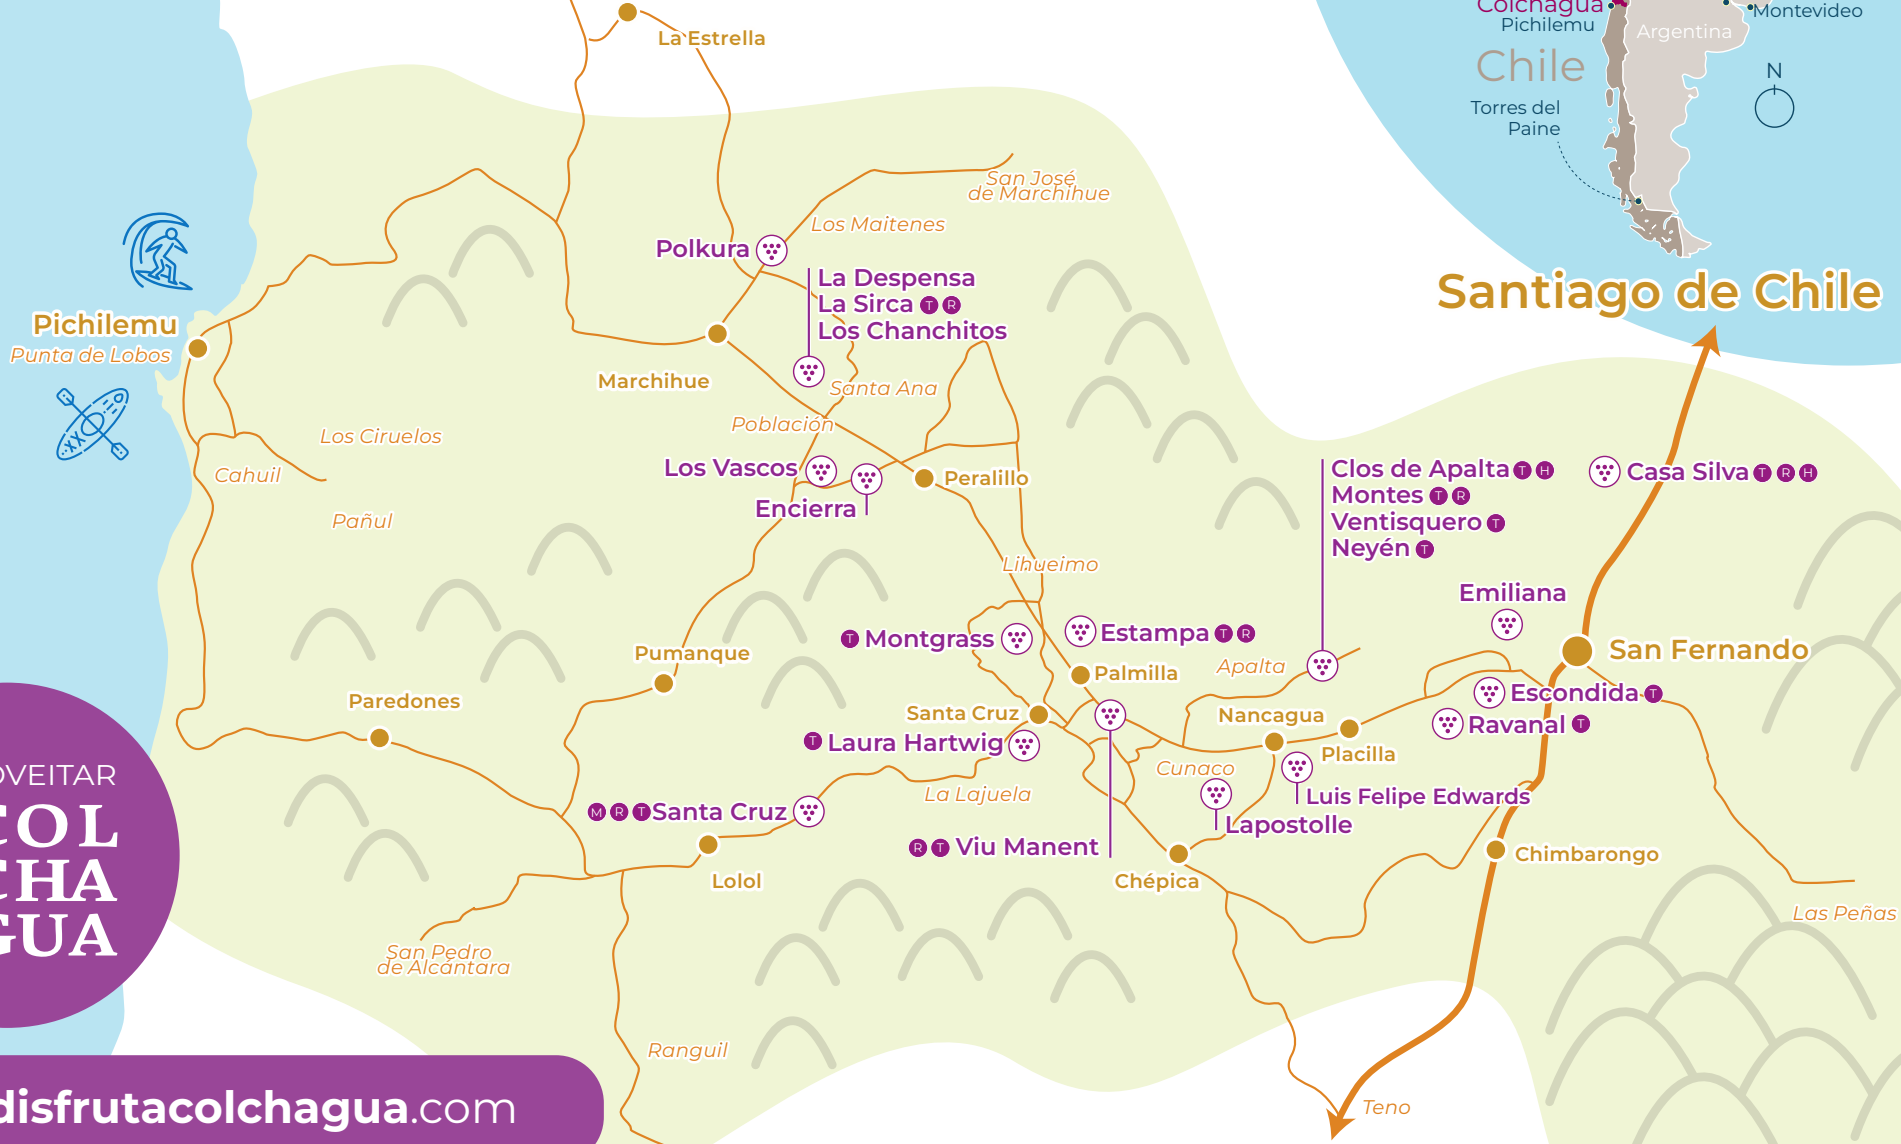 La Estrella
Colchagua
Pichilemu
Montevideo
Argentina
Chile
N
Torres del
Paine
Santiago de Chile
San José
de Marchihue
Los Maitenes
Polkura
La Despensa
La Sirca T R
Los Chanchitos
Pichilemu
Punta de Lobos
Marchihue
Santa Ana
Población
Los Ciruelos
Cahuil
Pañul
Los Vascos
Encierra
Peralillo
Clos de Apalta T H
Montes T R
Ventisquero T
Neyén T
Casa Silva T R H
Lihueimo
Emiliana
T Montgrass
Estampa T R
San Fernando
Pumanque
Palmilla
Apalta
Escondida T
Paredones
Santa Cruz
Nancagua
Ravanal T
T Laura Hartwig
Placilla
Cunaco
La Lajuela
Luis Felipe Edwards
M R T Santa Cruz
Lapostolle
R T Viu Manent
Chimbarongo
Lolol
Chépica
Las Peñas
San Pedro
de Alcántara
Ranguil
Teno
OVEITAR
COL
CHA
GUA
disfrutacolchagua.com